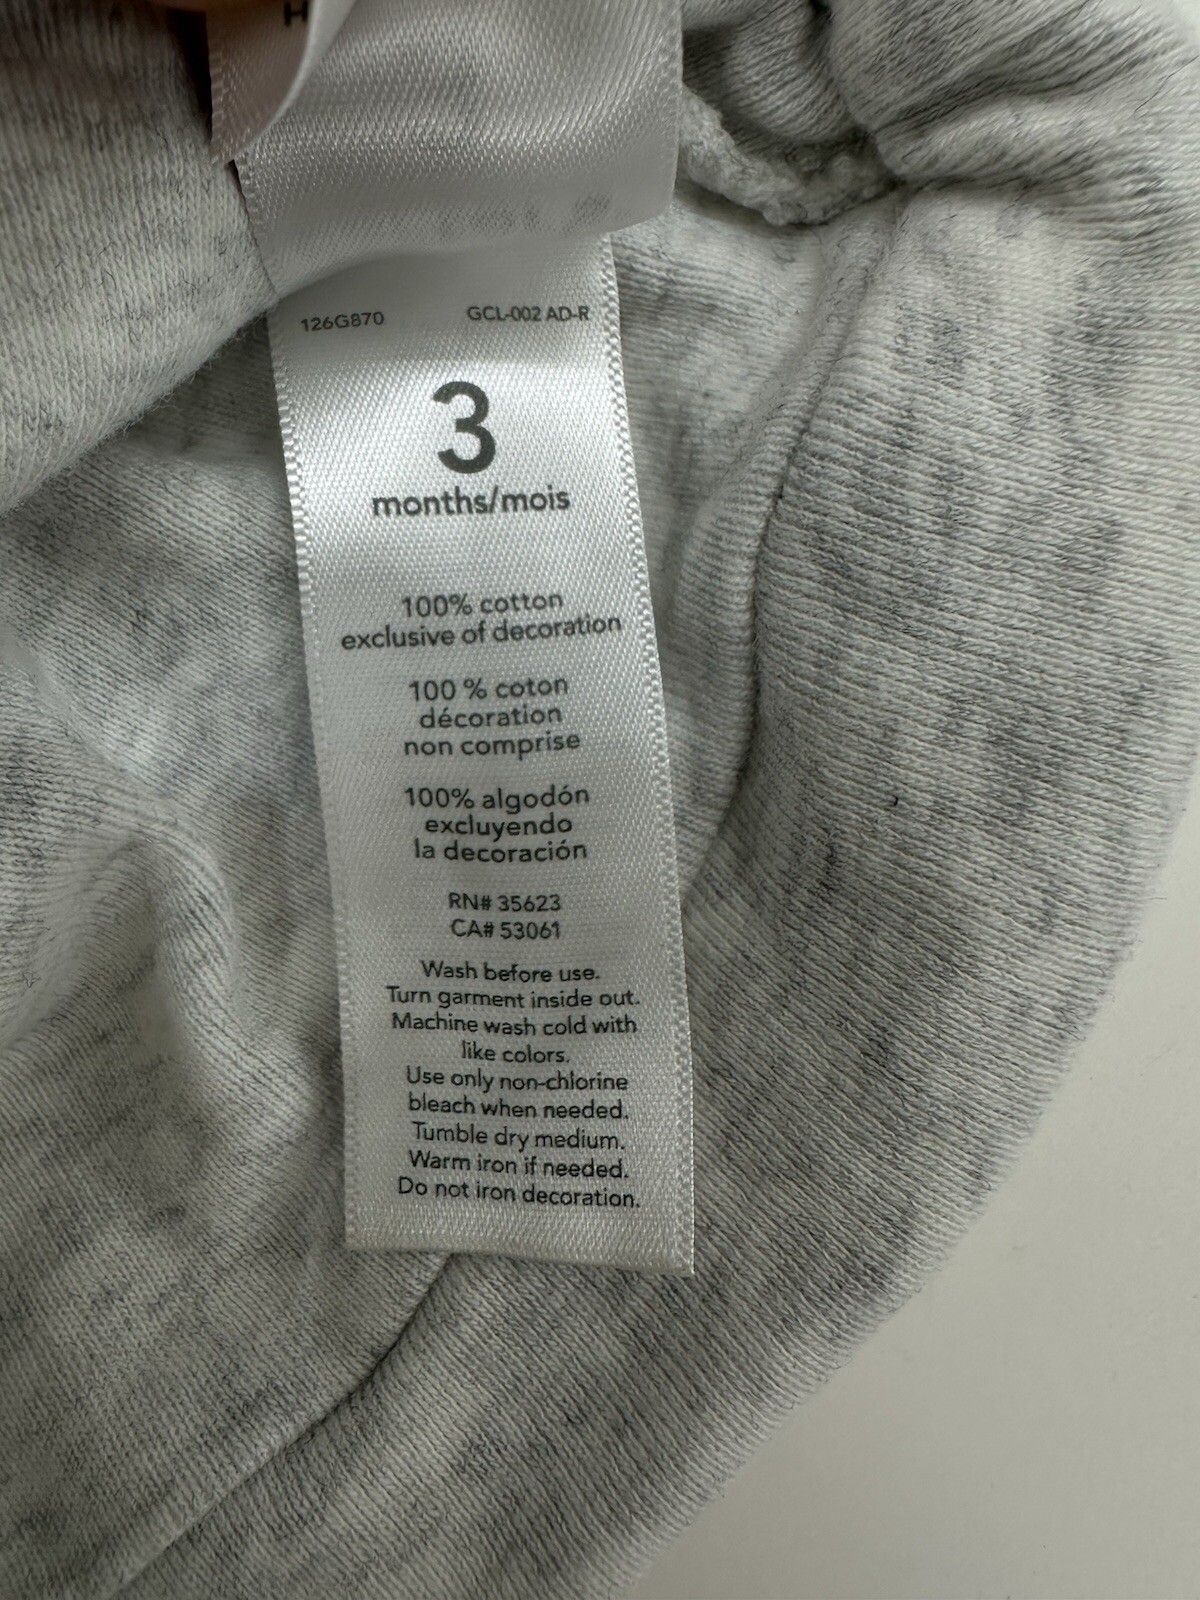 H
126G870 GCL-002 AD-R
3
months/mois
100% cotton
exclusive of decoration
100 % coton
décoration
non comprise
100% algodón
excluyendo
la decoración
RN# 35623
CA# 53061
Wash before use.
Turn garment inside out.
Machine wash cold with
like colors.
Use only non-chlorine
bleach when needed.
Tumble dry medium.
Warm iron if needed.
Do not iron decoration.